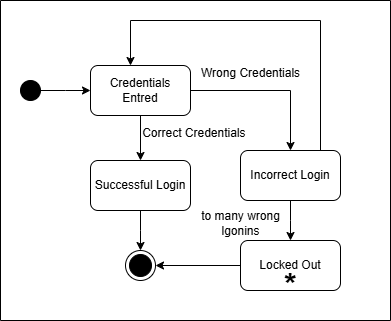 Credentials
Entred
Wrong Credentials
Correct Credentials
Successful Login
Incorrect Login
to many wrong
lgonins
Locked Out
*